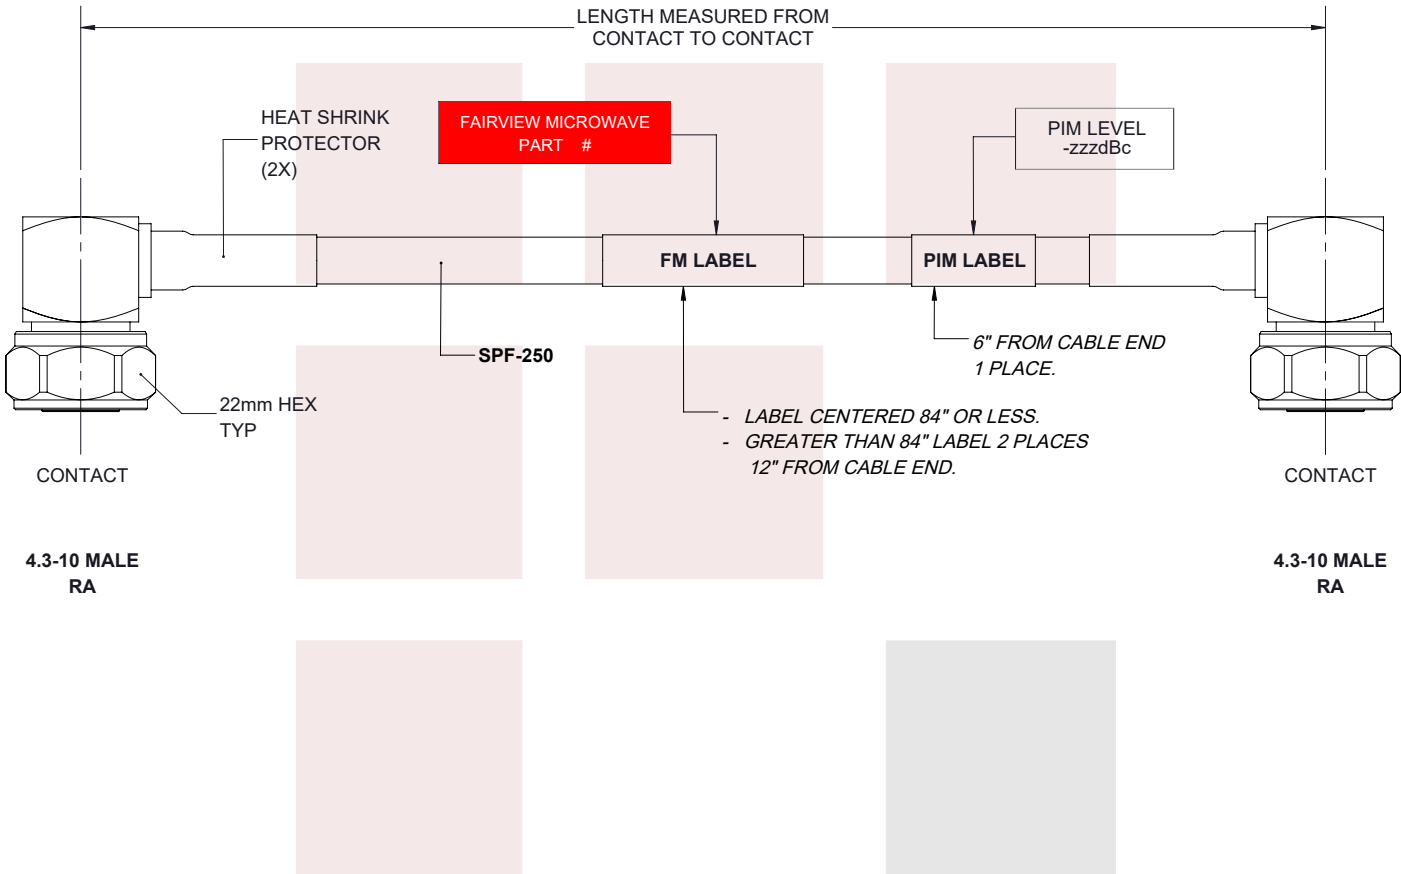 LENGTH MEASURED FROM
CONTACT TO CONTACT
HEAT SHRINK
PROTECTOR
(2X)
FAIRVIEW MICROWAVE
PART #
PIM LEVEL
-zzzdBc
FM LABEL
PIM LABEL
SPF-250
6" FROM CABLE END
1 PLACE.
22mm HEX
TYP
- LABEL CENTERED 84" OR LESS.
- GREATER THAN 84" LABEL 2 PLACES
12" FROM CABLE END.
CONTACT
CONTACT
4.3-10 MALE
RA
4.3-10 MALE
RA